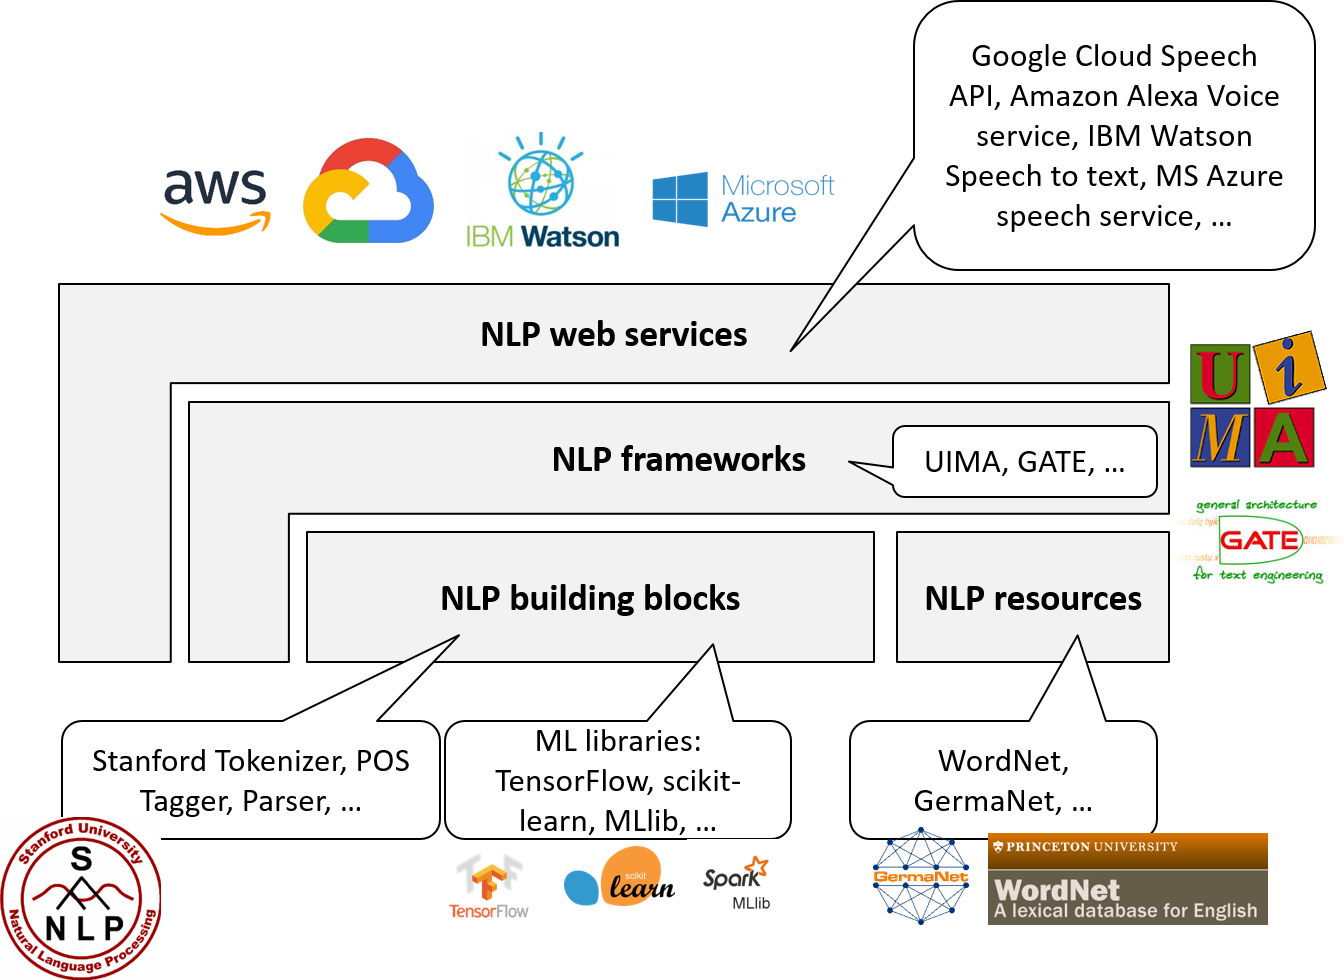 Google Cloud Speech
API, Amazon Alexa Voice
service, IBM Watson
Speech to text, MS Azure
speech service, …
aws
IBM Watson
Microsoft
Azure
NLP web services
UiMA
NLP frameworks
UIMA, GATE, …
general architecture
GATE
for text engineering
NLP building blocks
NLP resources
Stanford Tokenizer, POS
Tagger, Parser, …
ML libraries:
TensorFlow, scikit-
learn, MLlib, …
WordNet,
GermaNet, …
Stanford University
S
NLP
Natural Language Processing
TensorFlow
scikit
learn
Spark
MLlib
GermaNet
PRINCETON UNIVERSITY
WordNet
A lexical database for English